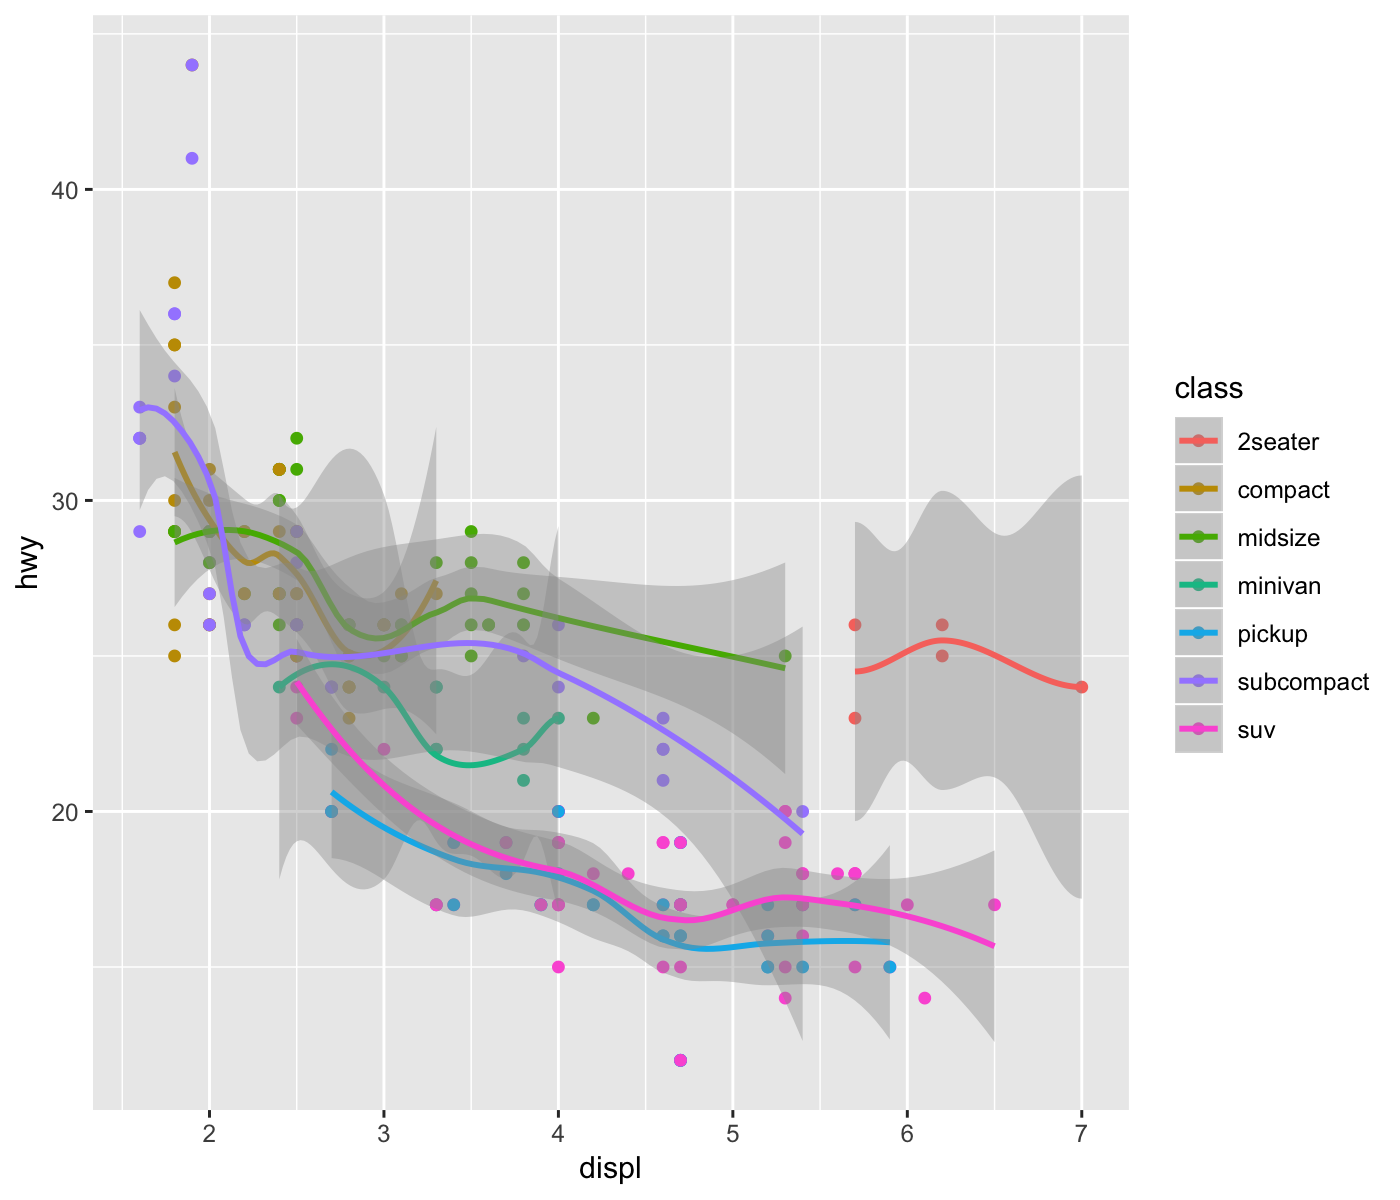 40
30
20
hwy
2 3 4 5 6 7
displ
class
2seater
compact
midsize
minivan
pickup
subcompact
suv